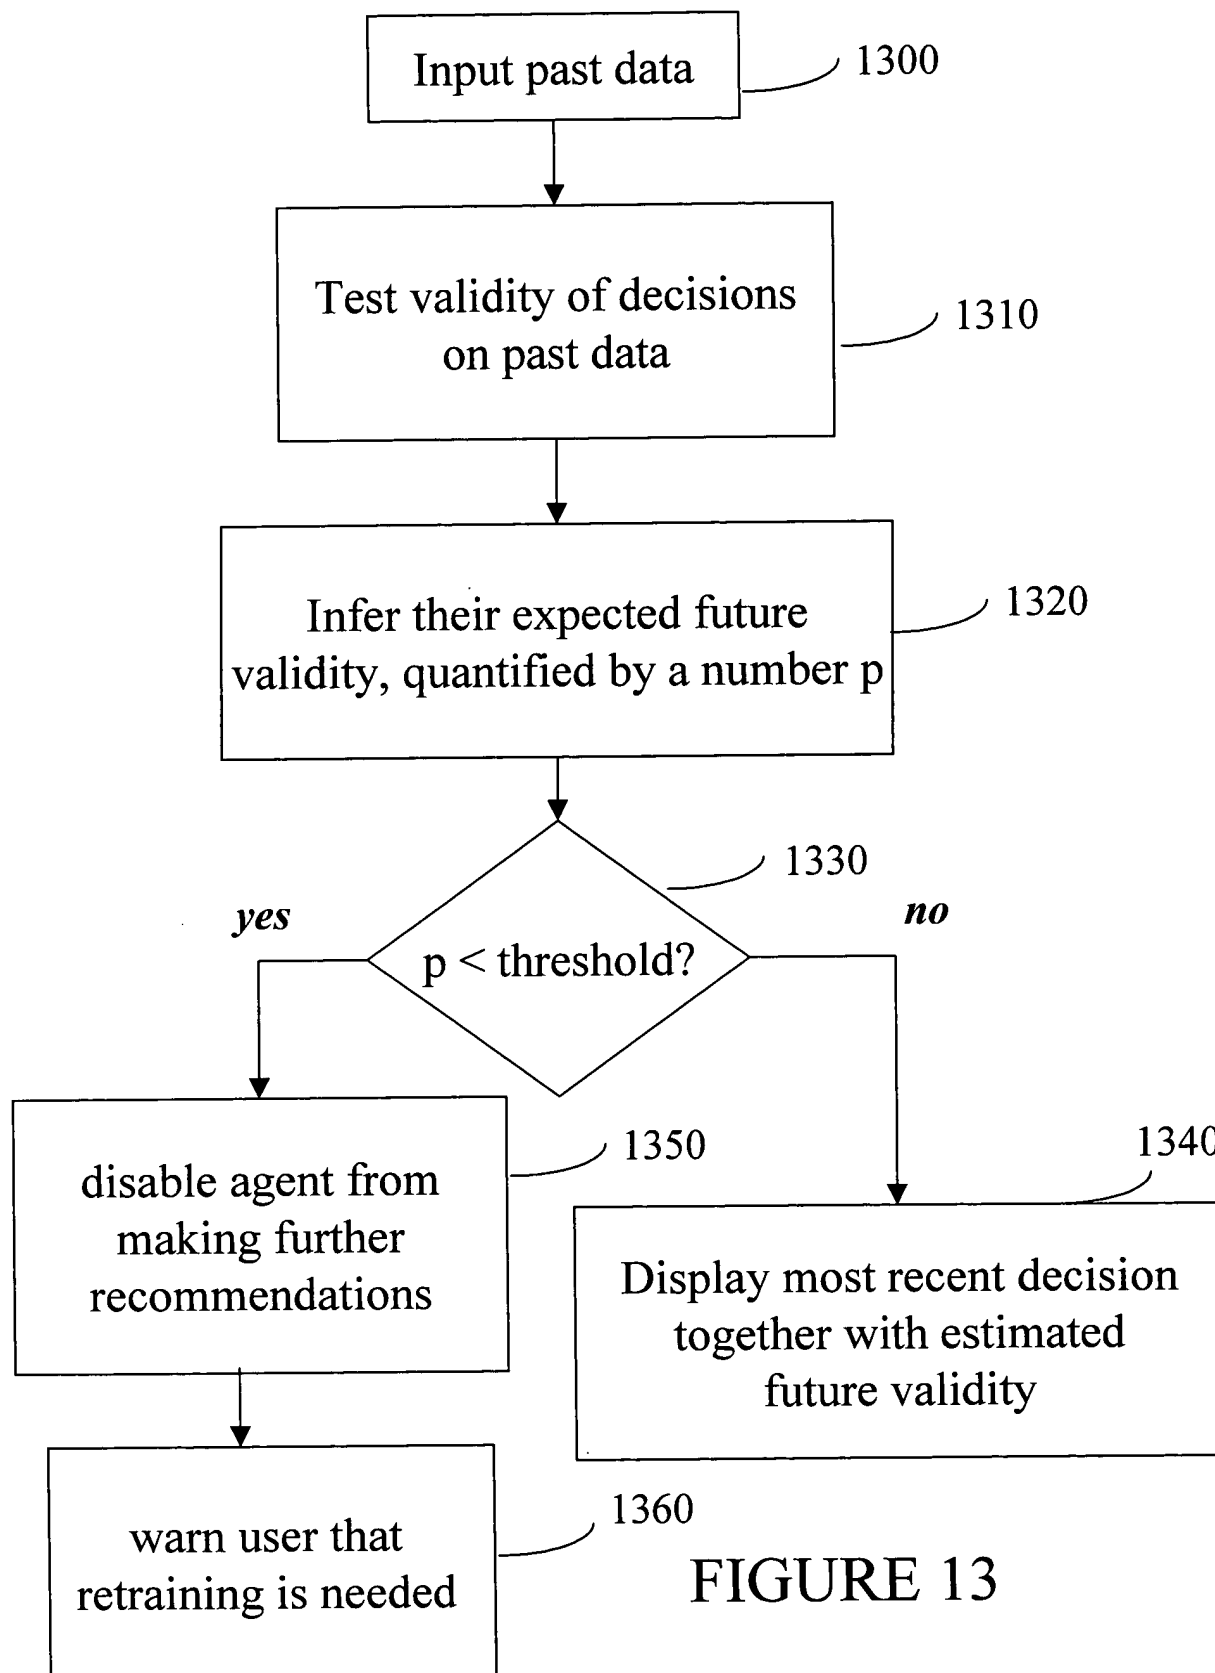 Input past data
1300
Test validity of decisions
on past data
1310
Infer their expected future
validity, quantified by a number p
1320
1330
yes
no
p < threshold?
1350
1340
disable agent from
making further
recommendations
Display most recent decision
together with estimated
future validity
1360
warn user that
retraining is needed
FIGURE 13